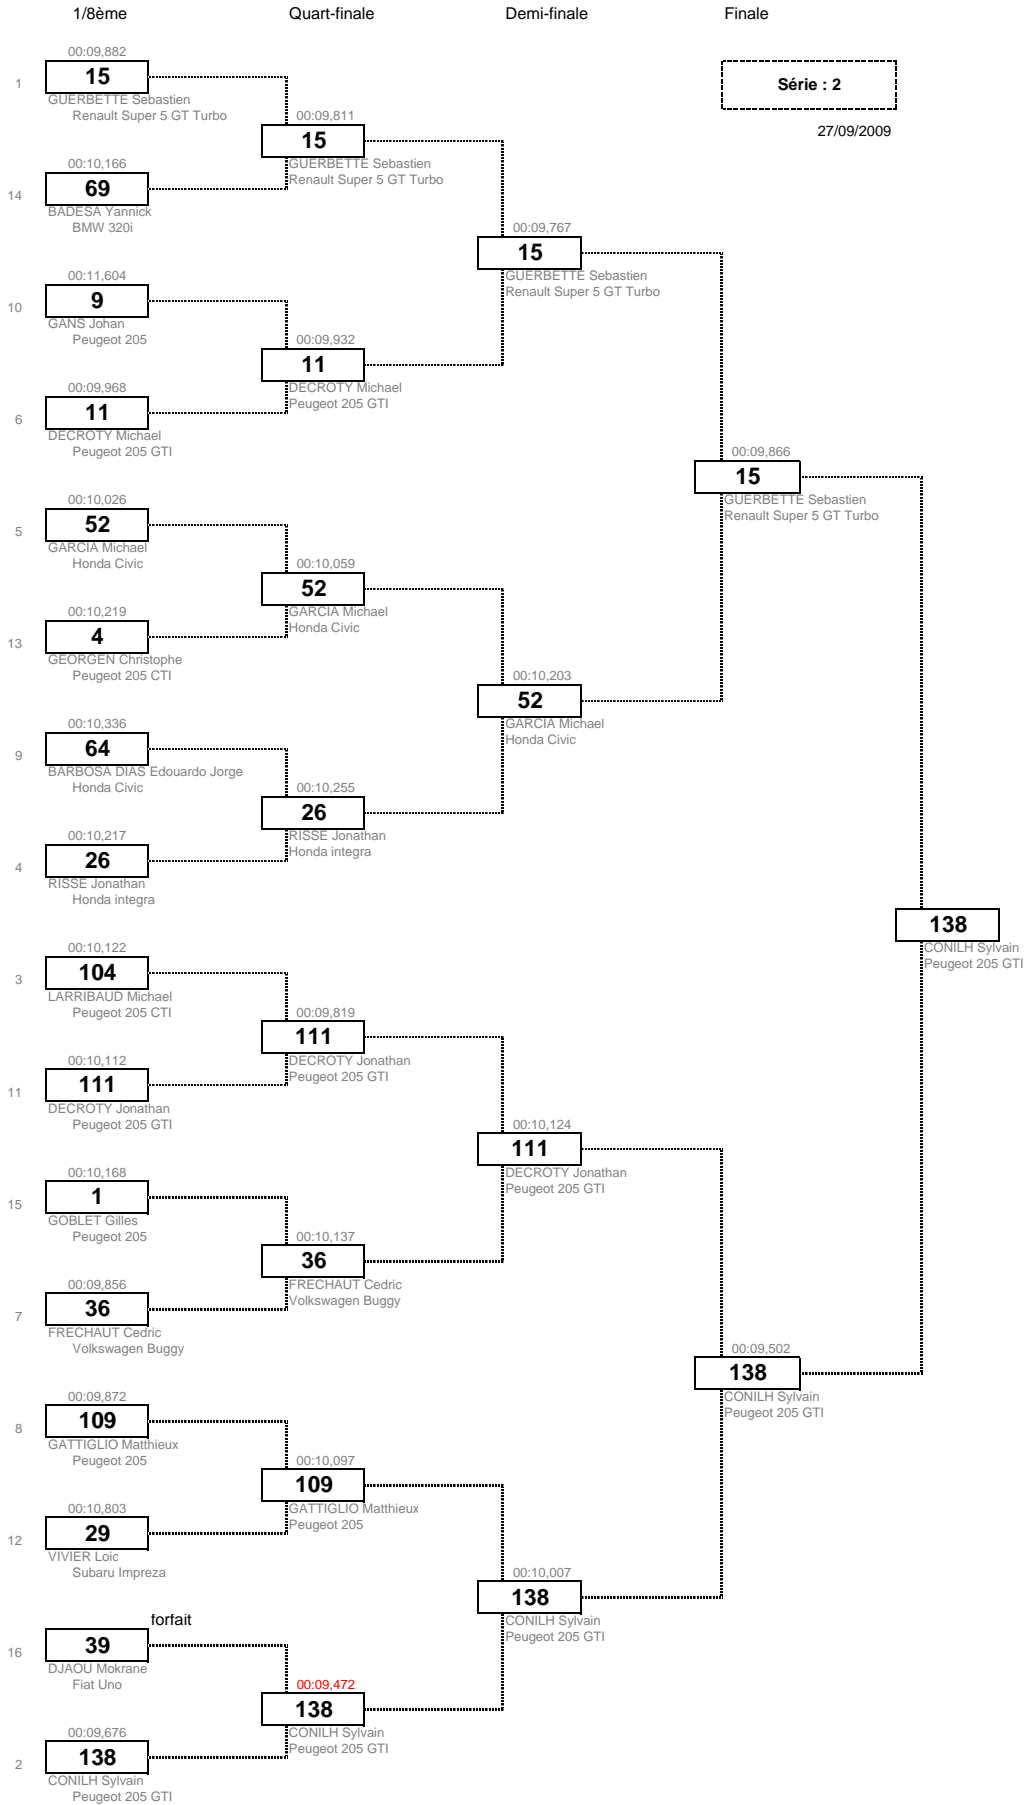 1/8ème
Quart-finale
Demi-finale
Finale
Série : 2
27/09/2009
00:09,882
1
15
GUERBETTE Sebastien
Renault Super 5 GT Turbo
00:10,166
14
69
BADESA Yannick
BMW 320i
00:11,604
10
9
GANS Johan
Peugeot 205
00:09,968
6
11
DECROTY Michael
Peugeot 205 GTI
00:10,026
5
52
GARCIA Michael
Honda Civic
00:10,219
13
4
GEORGEN Christophe
Peugeot 205 CTI
00:10,336
9
64
BARBOSA DIAS Edouardo Jorge
Honda Civic
00:10,217
4
26
RISSE Jonathan
Honda integra
00:10,122
3
104
LARRIBAUD Michael
Peugeot 205 CTI
00:10,112
11
111
DECROTY Jonathan
Peugeot 205 GTI
00:10,168
15
1
GOBLET Gilles
Peugeot 205
00:09,856
7
36
FRECHAUT Cedric
Volkswagen Buggy
00:09,872
8
109
GATTIGLIO Matthieux
Peugeot 205
00:10,803
12
29
VIVIER Loic
Subaru Impreza
forfait
16
39
DJAOU Mokrane
Fiat Uno
00:09,676
2
138
CONILH Sylvain
Peugeot 205 GTI
00:09,811
15
GUERBETTE Sebastien
Renault Super 5 GT Turbo
00:09,932
11
DECROTY Michael
Peugeot 205 GTI
00:10,059
52
GARCIA Michael
Honda Civic
00:10,255
26
RISSE Jonathan
Honda integra
00:09,819
111
DECROTY Jonathan
Peugeot 205 GTI
00:10,137
36
FRECHAUT Cedric
Volkswagen Buggy
00:10,097
109
GATTIGLIO Matthieux
Peugeot 205
00:09,472
138
CONILH Sylvain
Peugeot 205 GTI
00:09,767
15
GUERBETTE Sebastien
Renault Super 5 GT Turbo
00:10,203
52
GARCIA Michael
Honda Civic
00:10,124
111
DECROTY Jonathan
Peugeot 205 GTI
00:10,007
138
CONILH Sylvain
Peugeot 205 GTI
00:09,866
15
GUERBETTE Sebastien
Renault Super 5 GT Turbo
00:09,502
138
CONILH Sylvain
Peugeot 205 GTI
138
CONILH Sylvain
Peugeot 205 GTI